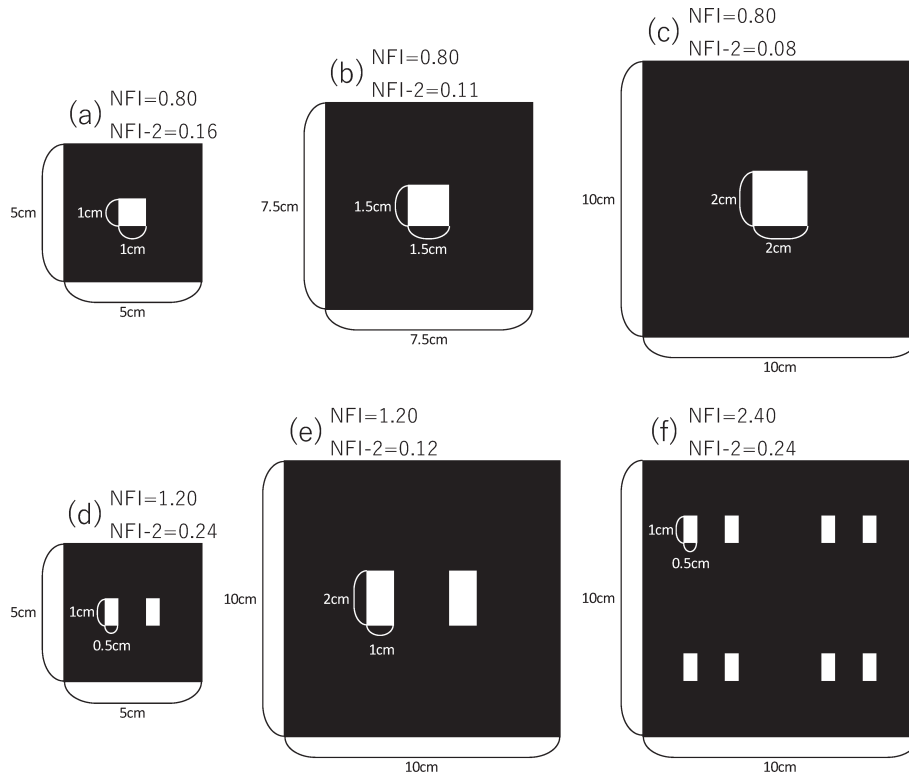 (a)
NFI=0.80
NFI-2=0.16
5cm
1cm
1cm
5cm
(b)
NFI=0.80
NFI-2=0.11
7.5cm
1.5cm
1.5cm
7.5cm
(c)
NFI=0.80
NFI-2=0.08
10cm
2cm
2cm
10cm
(d)
NFI=1.20
NFI-2=0.24
5cm
1cm
0.5cm
5cm
(e)
NFI=1.20
NFI-2=0.12
10cm
2cm
1cm
10cm
(f)
NFI=2.40
NFI-2=0.24
10cm
1cm
0.5cm
10cm